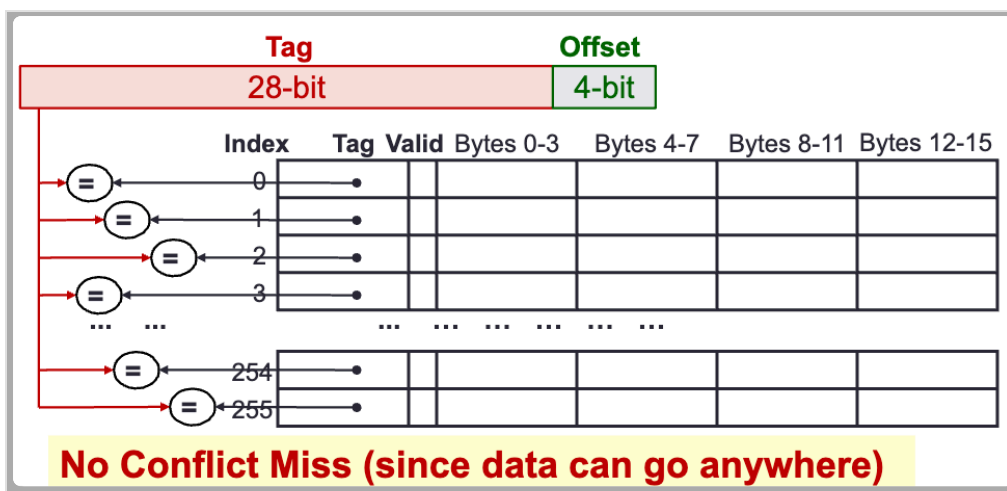 Tag Offset
28-bit 4-bit
Index Tag Valid Bytes 0-3 Bytes 4-7 Bytes 8-11 Bytes 12-15
= 0
= 1
= 2
= 3
... ... ... ... ... ... ... ...
= 254
= 255
No Conflict Miss (since data can go anywhere)